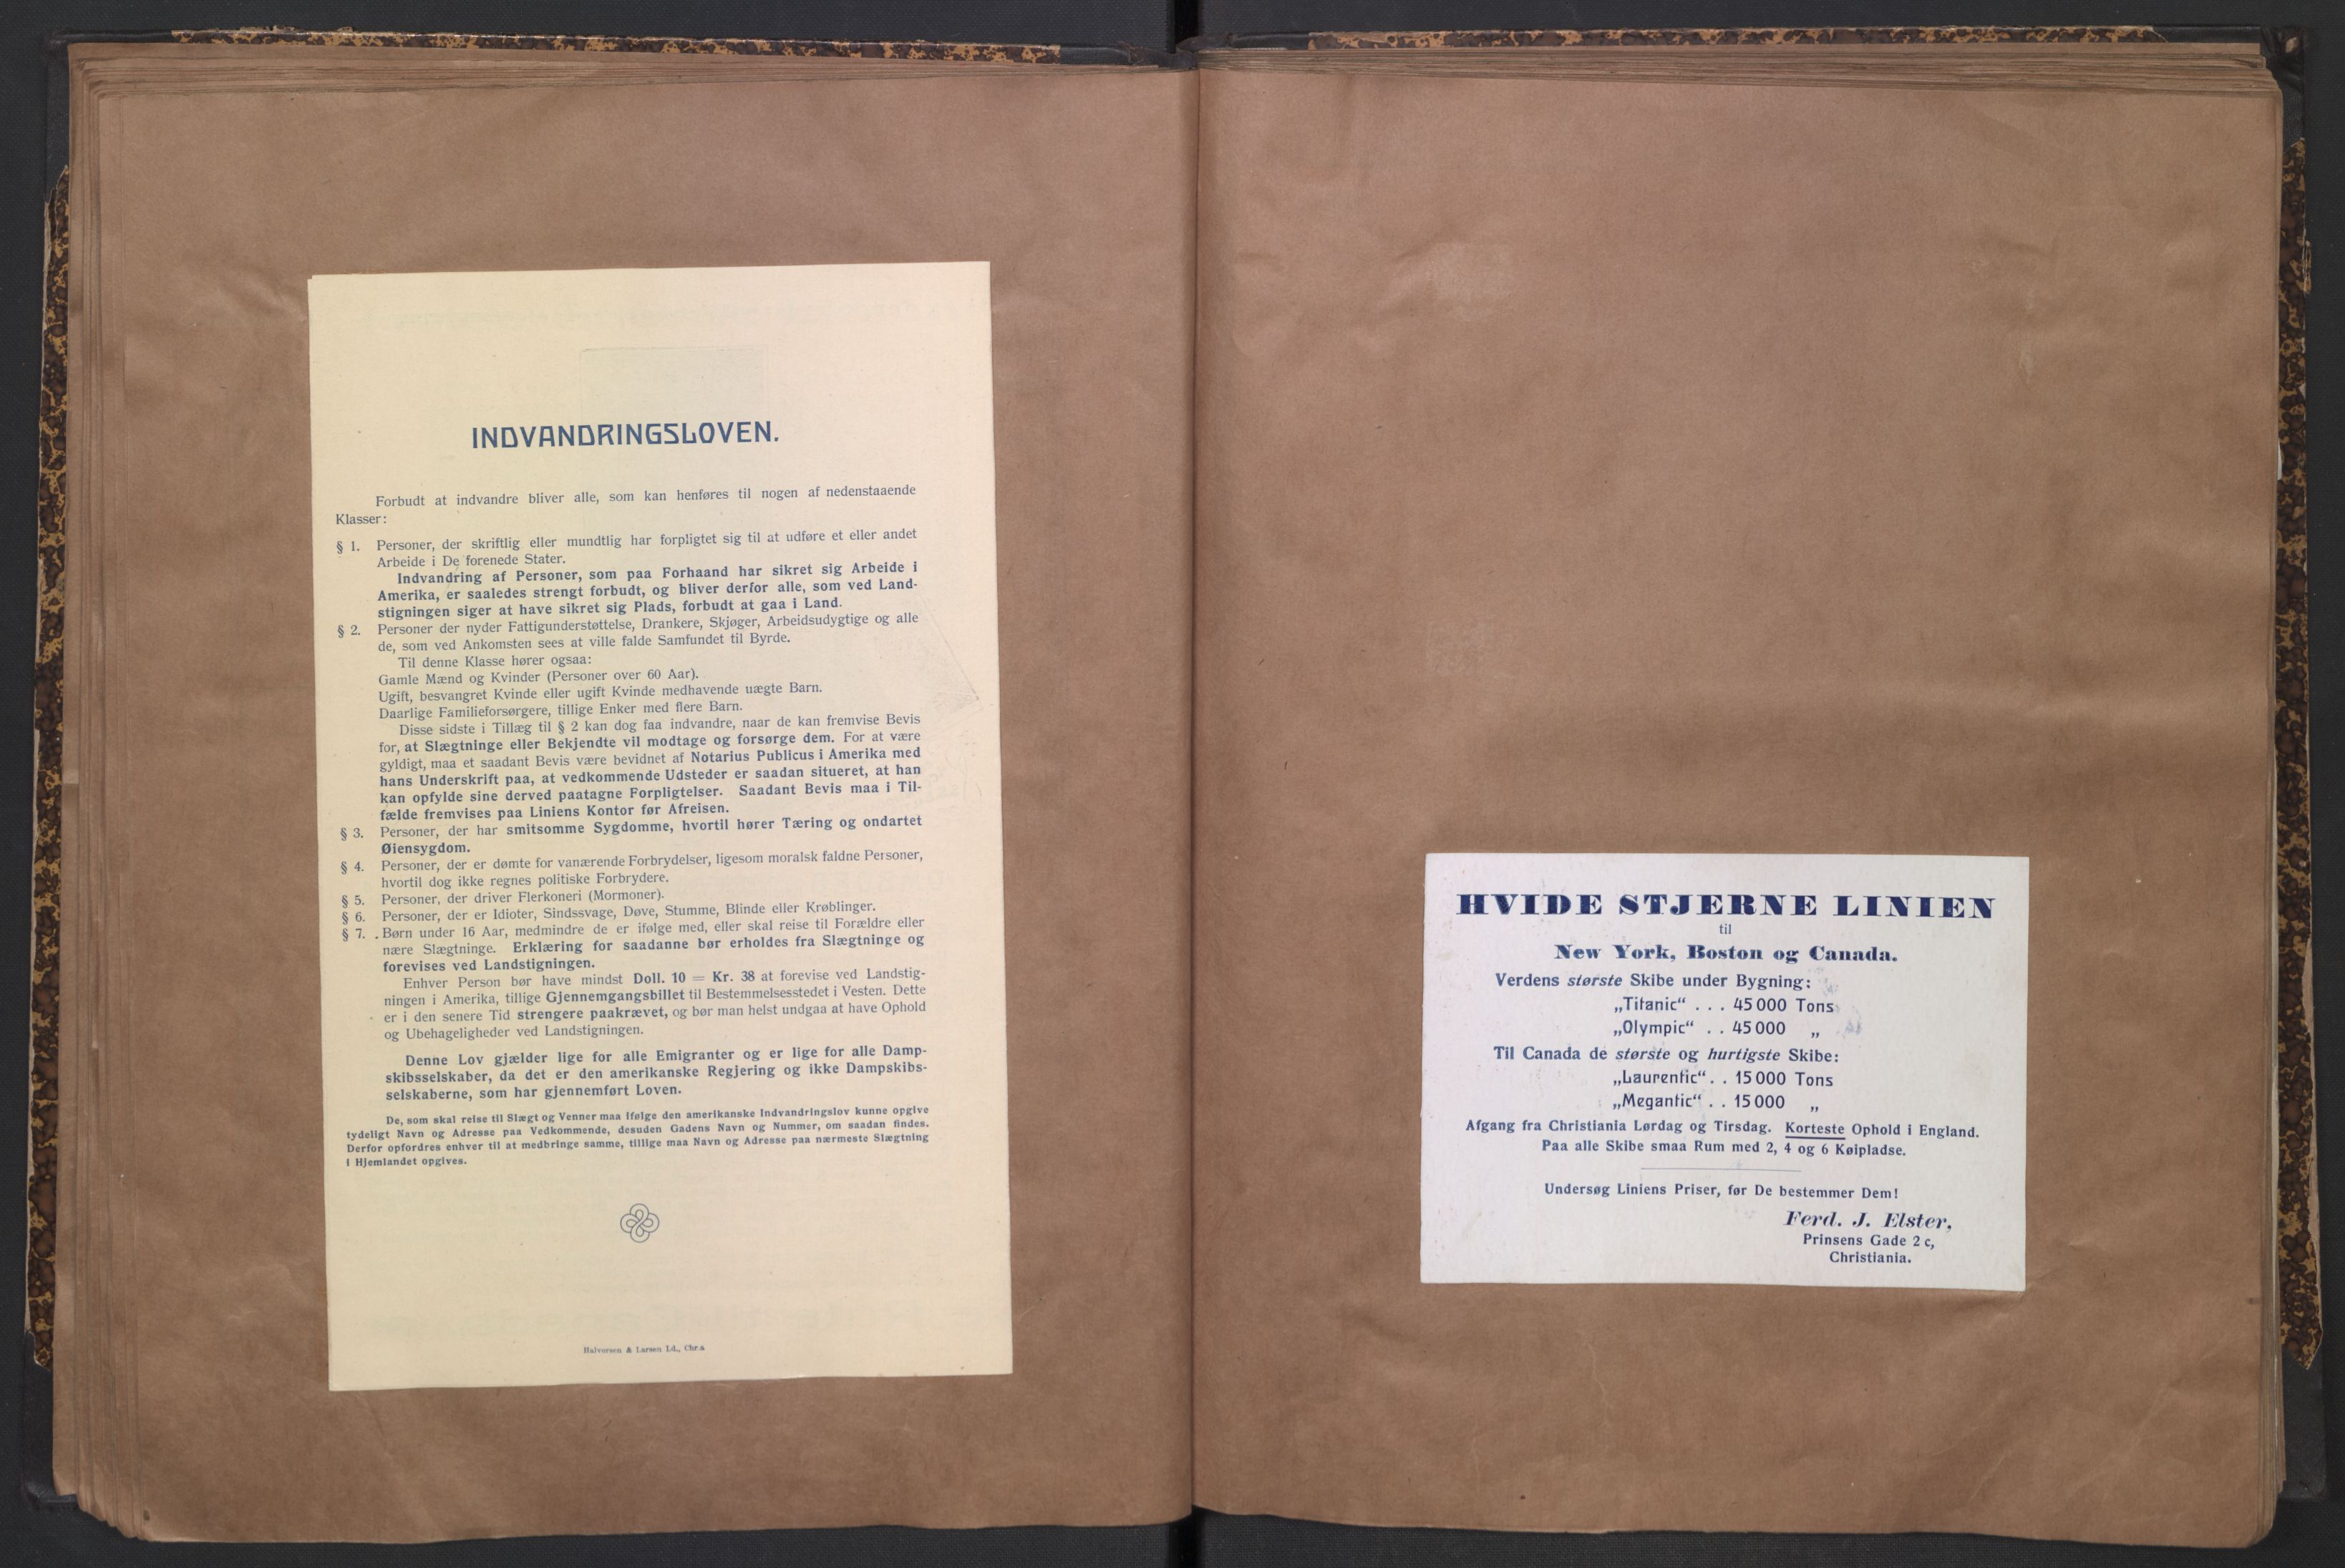 INDVANDRINGSLOVEN.
Forbudt at indvandre bliver alle, som kan henføres til nogen af nedenstaaende
Klasser:
§ 1. Personer, der skriftlig eller mundtlig har forpligtet sig til at udføre et eller andet
Arbeide i De forenede Stater.
Indvandring af Personer, som paa Forhaand har sikret sig Arbeide i
Amerika, er saaledes strengt forbudt, og bliver derfor alle, som ved Land-
stigningen siger at have sikret sig Plads, forbudt at gaa i Land.
§ 2. Personer der nyder Fattigunderstøttelse, Drankere, Skjøger, Arbeidsudygtige og alle
de, som ved Ankomsten sees at ville falde Samfundet til Byrde.
Til denne Klasse hører ogsaa:
Gamle Mænd og Kvinder (Personer over 60 Aar).
Ugift, besvangret Kvinde eller ugift Kvinde medhavende uægte Barn.
Daarlige Familieforsørgere, tillige Enker med flere Barn.
Disse sidste i Tillæg til § 2 kan dog faa indvandre, naar de kan fremvise Bevis
for, at Slægtninge eller Bekjendte vil modtage og forsørge dem. For at være
gyldigt, maa et saadant Bevis være bevidnet af Notarius Publicus i Amerika med
hans Underskrift paa, at vedkommende Udsteder er saadan situeret, at han
kan opfylde sine derved paatagne Forpligtelser. Saadant Bevis maa i Til-
fælde fremvises paa Liniens Kontor før Afreisen.
§ 3. Personer, der har smitsomme Sygdomme, hvortil hører Tæring og ondartet
Øiensygdom.
§ 4. Personer, der er dømte for vanærende Forbrydelser, ligesom moralsk faldne Personer,
hvortil dog ikke regnes politiske Forbrydere.
§ 5. Personer, der driver Flerkoneri (Mormoner).
§ 6. Personer, der er Idioter, Sindssvage, Døve, Stumme, Blinde eller Krøblinger.
§ 7. Børn under 16 Aar, medmindre de er ifølge med, eller skal reise til Forældre eller
nære Slægtninge. Erklæring for saadanne bør erholdes fra Slægtninge og
forevises ved Landstigningen.
Enhver Person bør have mindst Doll. 10 = Kr. 38 at forevise ved Landstig-
ningen i Amerika, tillige Gjennemgangsbillet til Bestemmelsesstedet i Vesten. Dette
er i den senere Tid strengere paakrævet, og bør man helst undgaa at have Ophold
og Ubehageligheder ved Landstigningen.
Denne Lov gjælder lige for alle Emigranter og er lige for alle Damp-
skibsselskaber, da det er den amerikanske Regjering og ikke Dampskibs-
selskaberne, som har gjennemført Loven.
De, som skal reise til Slægt og Venner maa ifølge den amerikanske Indvandringslov kunne opgive
tydeligt Navn og Adresse paa Vedkommende, desuden Gadens Navn og Nummer, om saadan findes.
Derfor opfordres enhver til at medbringe samme, tillige maa Navn og Adresse paa nærmeste Slægtning
i Hjemlandet opgives.
Halvorsen & Larsen Ld., Chr.a
HVIDE STJERNE LINIEN
til
New York, Boston og Canada.
Verdens største Skibe under Bygning:
„Titanic“ . . . 45 000 Tons
„Olympic“ . . 45 000 „
Til Canada de største og hurtigste Skibe:
„Laurentic“ . . 15 000 Tons
„Megantic“ . . 15 000 „
Afgang fra Christiania Lørdag og Tirsdag. Korteste Ophold i England.
Paa alle Skibe smaa Rum med 2, 4 og 6 Køipladse.
Undersøg Liniens Priser, før De bestemmer Dem!
Ferd. J. Elster,
Prinsens Gade 2 c,
Christiania.